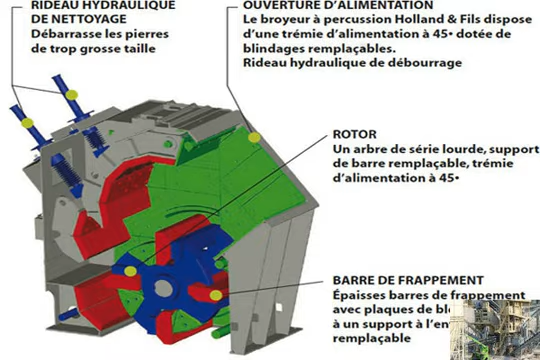 RIDEAU HYDRAULIQUE
DE NETTOYAGE
Débarrasse les pierres
de trop grosse taille
OUVERTURE D'ALIMENTATION
Le broyeur à percussion Holland & Fils dispose
d'une trémie d'alimentation à 45• dotée de
blindages remplaçables.
Rideau hydraulique de débourrage
ROTOR
Un arbre de série lourde, support
de barre remplaçable, trémie
d'alimentation à 45•
BARRE DE FRAPPEMENT
Épaisses barres de frappement
avec plaques de
à un support à
remplaçable